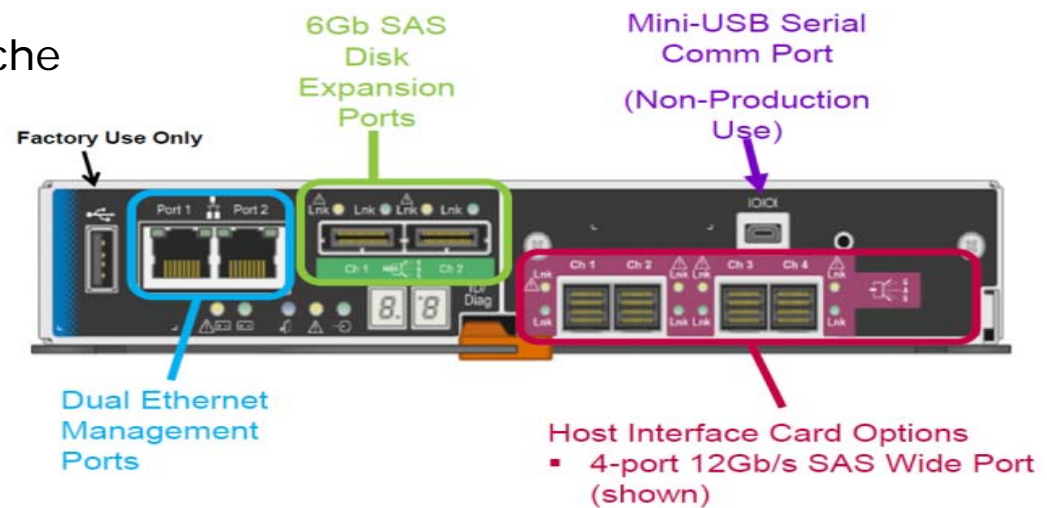 che
6Gb SAS
Disk
Expansion
Ports
Mini-USB Serial
Comm Port
(Non-Production
Use)
Factory Use Only
Port 1 Port 2
Lnk Lnk Lnk Lnk
Ch 1 Ch 2
8. 8
ID/
Diag
IOIOI
Lnk Ch 1 Ch 2 Lnk Lnk Ch 3 Ch 4 Lnk
Lnk Lnk Lnk Lnk
Dual Ethernet
Management
Ports
Host Interface Card Options
▪ 4-port 12Gb/s SAS Wide Port
(shown)